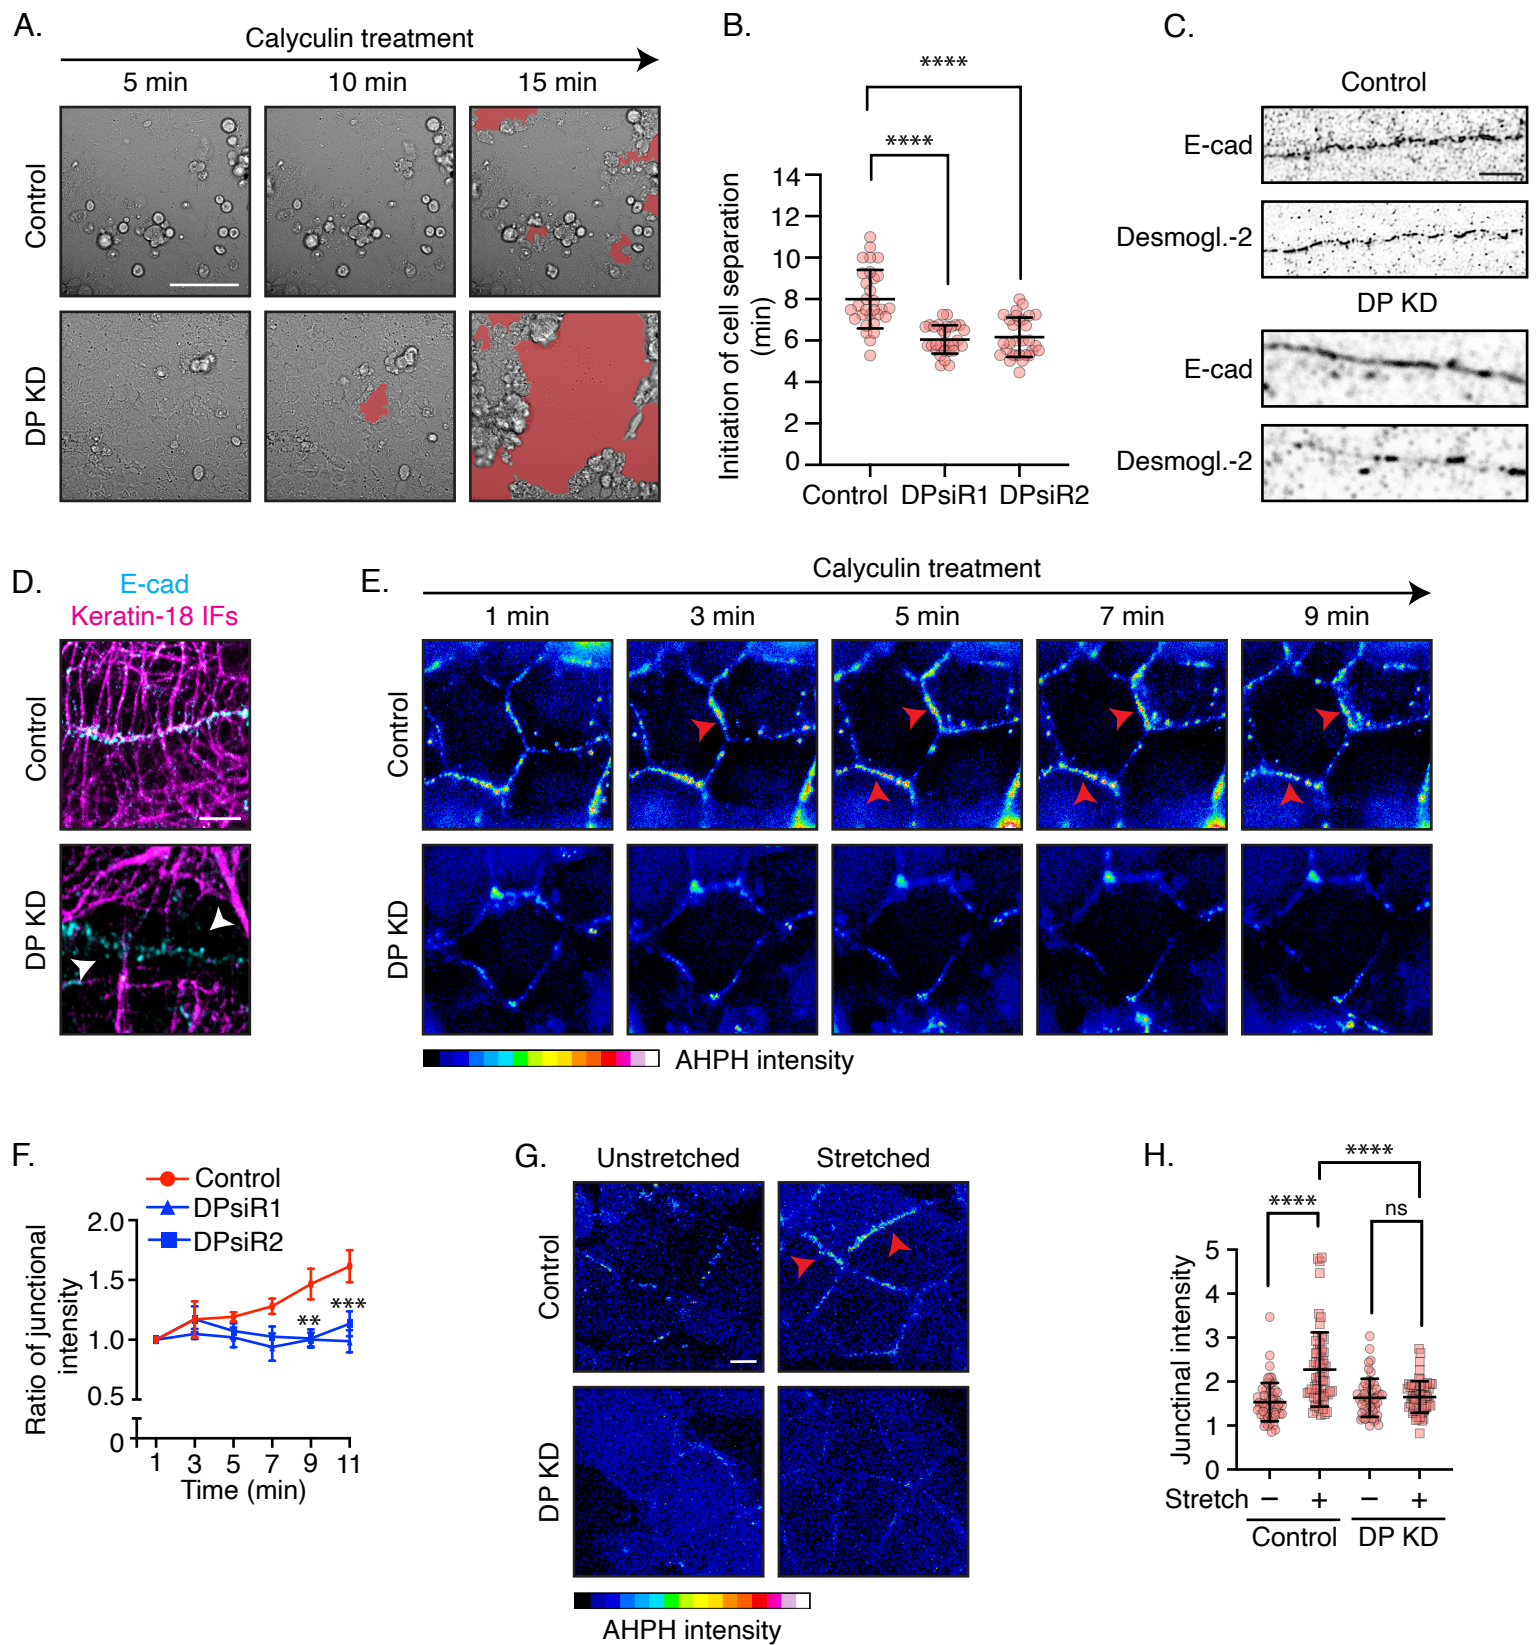 A.
Calyculin treatment
5 min
10 min
15 min
Control
DP KD
B.
****
****
Initiation of cell separation
(min)
14
12
10
8
6
4
2
0
Control
DPsiR1
DPsiR2
C.
Control
E-cad
Desmogl.-2
DP KD
E-cad
Desmogl.-2
D.
E-cad
Keratin-18 IFs
Control
DP KD
E.
Calyculin treatment
1 min
3 min
5 min
7 min
9 min
Control
DP KD
AHPH intensity
F.
Control
DPsiR1
DPsiR2
Ratio of junctional
intensity
2.0
1.5
1.0
0.5
0
**
***
1 3 5 7 9 11
Time (min)
G.
Unstretched
Stretched
Control
DP KD
AHPH intensity
H.
****
****
ns
Junctinal intensity
5
4
3
2
1
0
Stretch − + − +
Control
DP KD